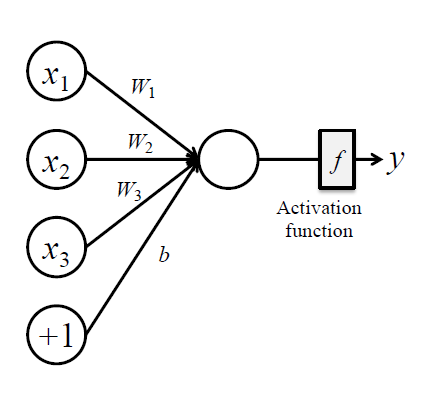 x1
W1
x2
W2
W3
x3
b
+1
f
y
Activation
function